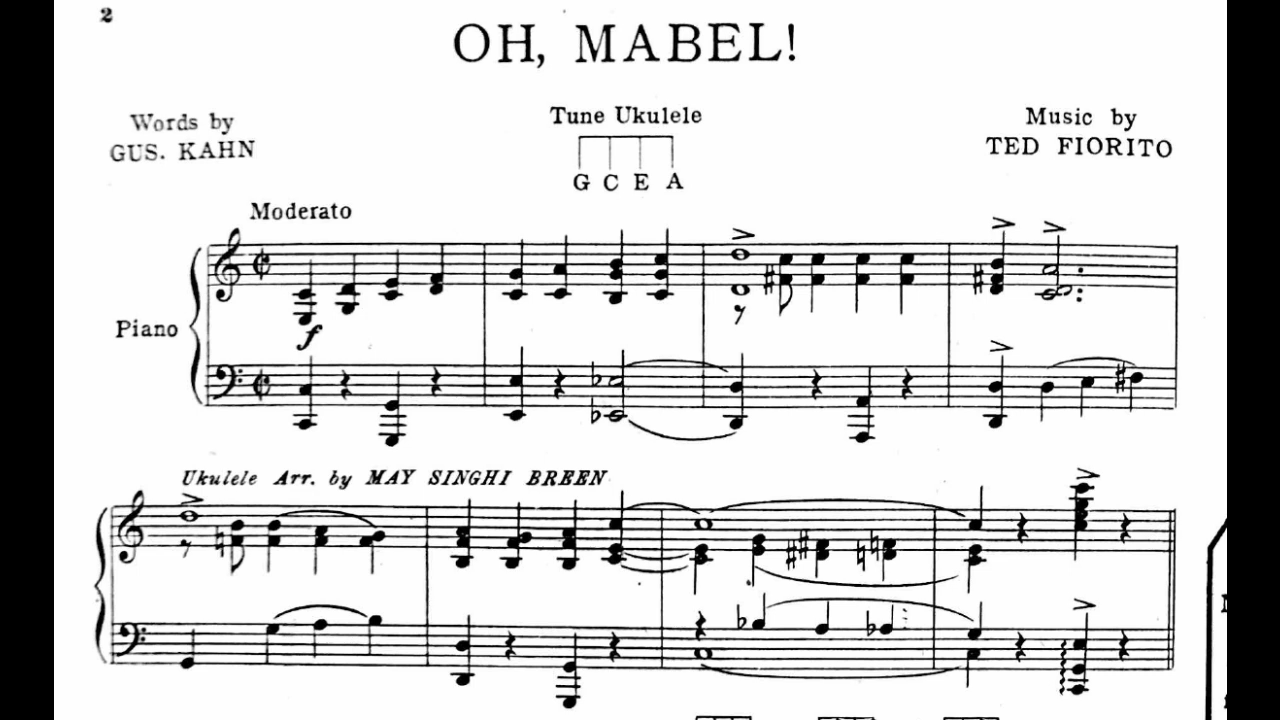 2
OH, MABEL!
Words by
GUS. KAHN
Tune Ukulele
G C E A
Music by
TED FIORITO
Moderato
Piano
f
Ukulele Arr. by MAY SINGHI BREEN